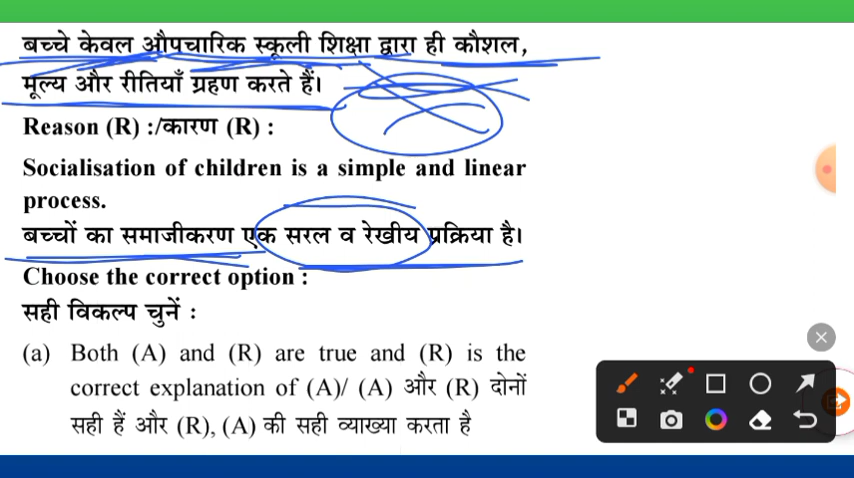 बच्चे केवल औपचारिक स्कूली शिक्षा द्वारा ही कौशल,
मूल्य और रीतियाँ ग्रहण करते हैं।
Reason (R) :/कारण (R) :
Socialisation of children is a simple and linear
process.
बच्चों का समाजीकरण एक सरल व रेखीय प्रक्रिया है।
Choose the correct option :
सही विकल्प चुनें :
(a) Both (A) and (R) are true and (R) is the
correct explanation of (A)/ (A) और (R) दोनों
सही हैं और (R), (A) की सही व्याख्या करता है